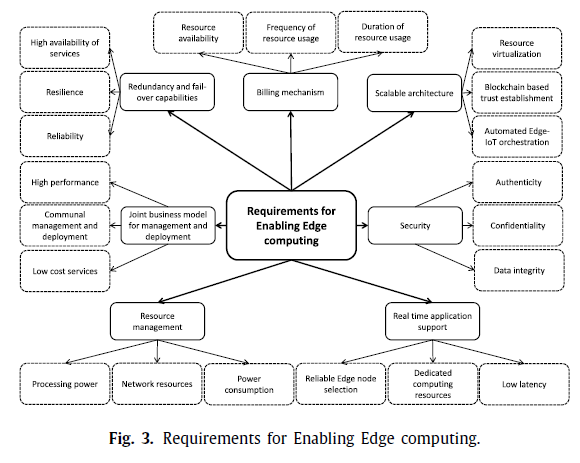 High availability of
services
Resilience
Reliability
Redundancy and fail-
over capabilities
Resource
availability
Frequency of
resource usage
Duration of
resource usage
Billing mechanism
Scalable architecture
Resource
virtualization
Blockchain based
trust establishment
Automated Edge-
IoT orchestration
High performance
Communal
management and
deployment
Low cost services
Joint business model
for management and
deployment
Requirements for
Enabling Edge
computing
Security
Authenticity
Confidentiality
Data integrity
Resource
management
Real time application
support
Processing power
Network resources
Power
consumption
Reliable Edge node
selection
Dedicated
computing
resources
Low latency
Fig. 3. Requirements for Enabling Edge computing.